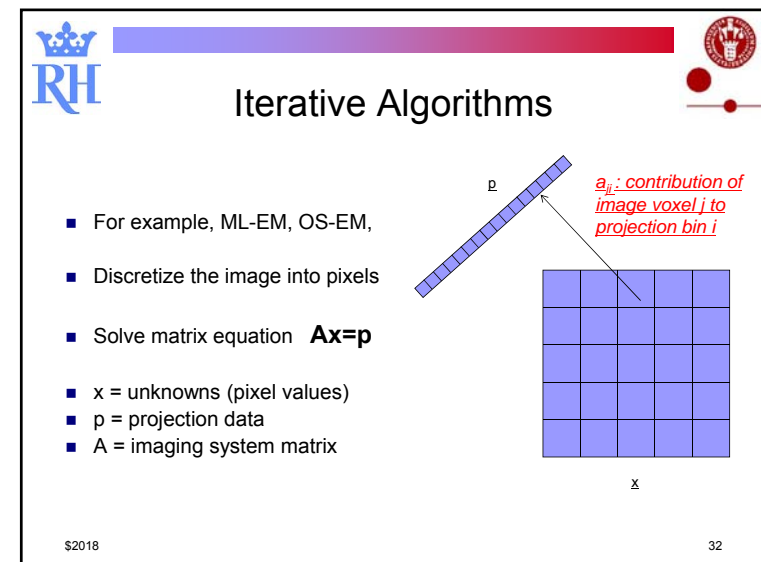 RH
Iterative Algorithms
For example, ML-EM, OS-EM,
Discretize the image into pixels
Solve matrix equation Ax=p
x = unknowns (pixel values)
p = projection data
A = imaging system matrix
p
a_ji: contribution of
image voxel j to
projection bin i
x
$2018
32